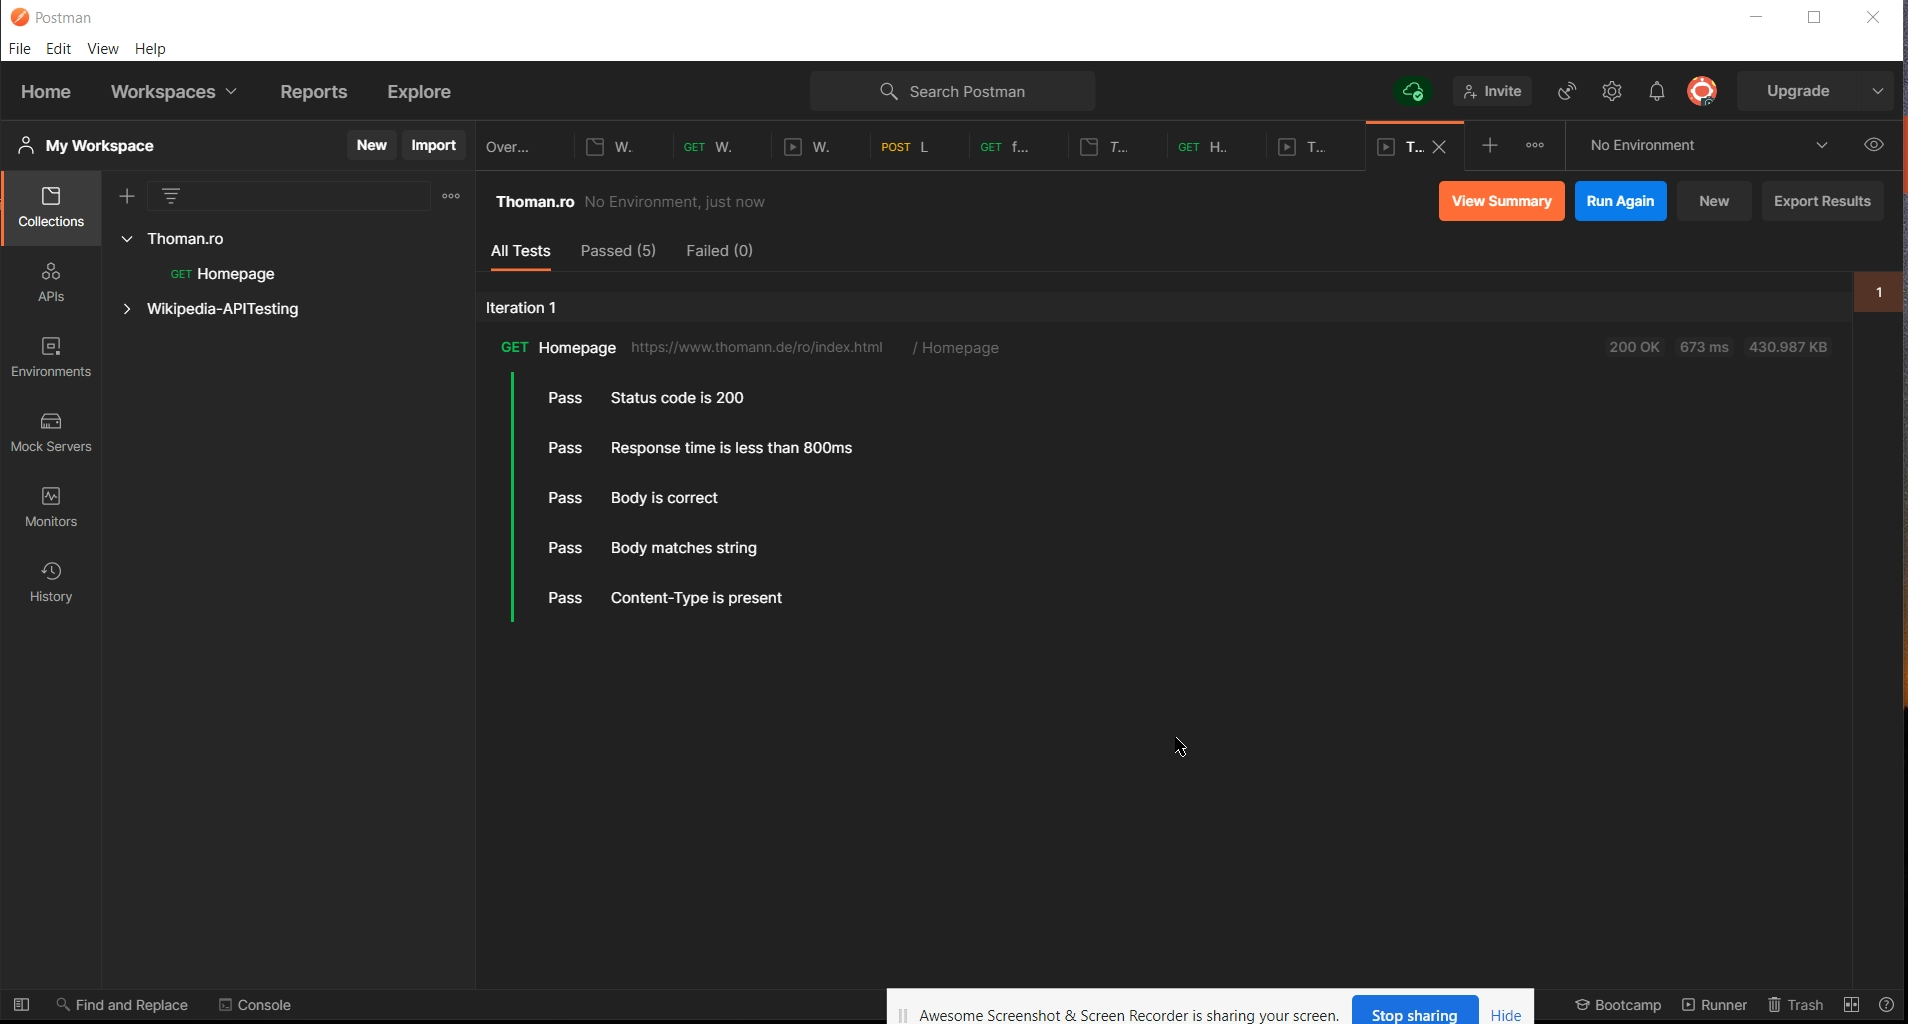 Postman
File Edit View Help
Home Workspaces Reports Explore Search Postman Invite Upgrade
My Workspace New Import Over... W.. GET W. W. POST L GET f... T... GET H.. T... T... No Environment
Thoman.ro No Environment, just now View Summary Run Again New Export Results
Collections
Thoman.ro
All Tests Passed (5) Failed (0)
GET Homepage
APIs
Wikipedia-APITesting
Iteration 1
1
GET Homepage https://www.thomann.de/ro/index.html / Homepage 200 OK 673 ms 430.987 KB
Environments
Pass Status code is 200
Mock Servers
Pass Response time is less than 800ms
Pass Body is correct
Monitors
Pass Body matches string
History
Pass Content-Type is present
Find and Replace Console
Awesome Screenshot & Screen Recorder is sharing your screen. Stop sharing Hide
Bootcamp Runner Trash